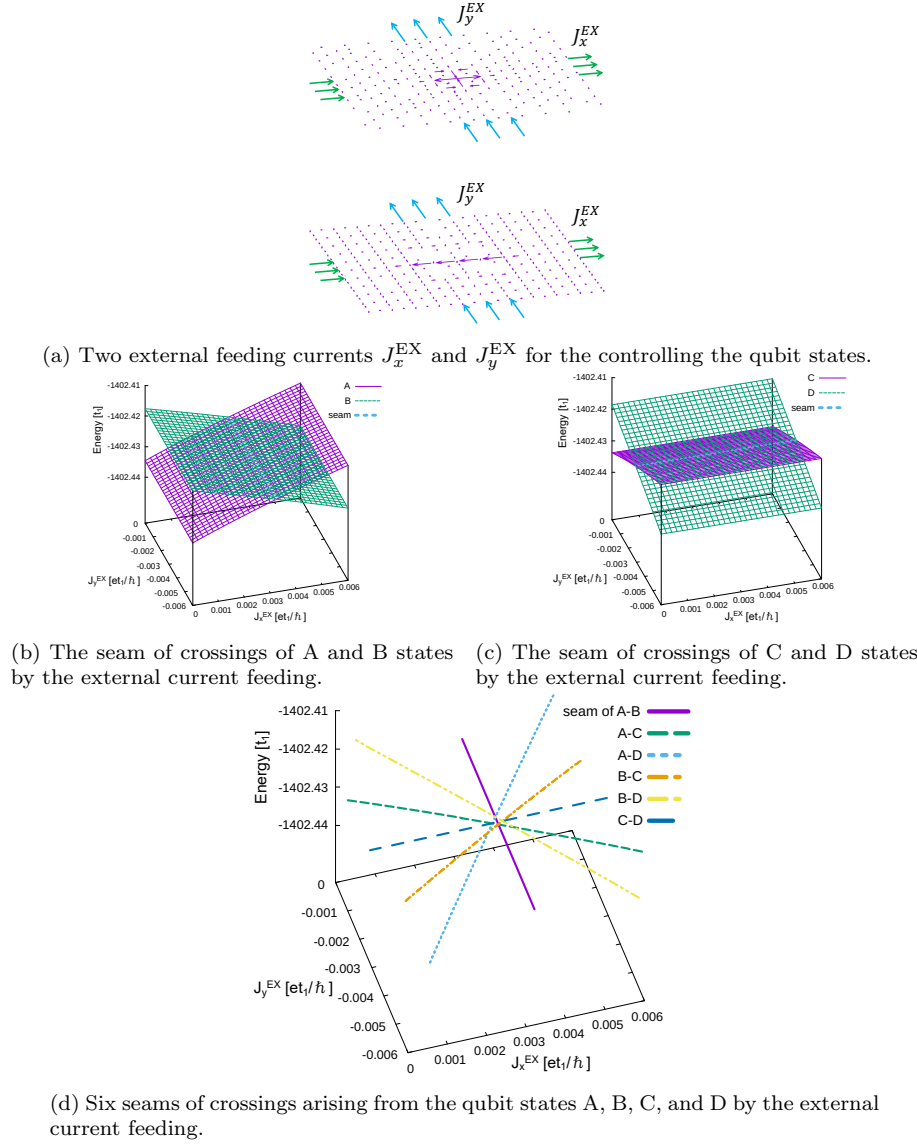 J_y^{EX}
J_x^{EX}
J_y^{EX}
J_x^{EX}
(a) Two external feeding currents J_x^{EX} and J_y^{EX} for the controlling the qubit states.
-1402.41
-1402.42
-1402.43
-1402.44
Energy [t₁]
A
B
seam
0
-0.001
-0.002
-0.003
-0.004
-0.005
-0.006
J_y^{EX} [et₁/ℏ]
0
0.001
0.002
0.003
0.004
0.005
0.006
J_x^{EX} [et₁/ℏ]
-1402.41
-1402.42
-1402.43
-1402.44
Energy [t₁]
C
D
seam
0
-0.001
-0.002
-0.003
-0.004
-0.005
-0.006
J_y^{EX} [et₁/ℏ]
0
0.001
0.002
0.003
0.004
0.005
0.006
J_x^{EX} [et₁/ℏ]
(b) The seam of crossings of A and B states
by the external current feeding.
(c) The seam of crossings of C and D states
by the external current feeding.
-1402.41
-1402.42
-1402.43
-1402.44
Energy [t₁]
seam of A-B
A-C
A-D
B-C
B-D
C-D
0
-0.001
-0.002
-0.003
-0.004
-0.005
-0.006
J_y^{EX} [et₁/ℏ]
0
0.001
0.002
0.003
0.004
0.005
0.006
J_x^{EX} [et₁/ℏ]
(d) Six seams of crossings arising from the qubit states A, B, C, and D by the external
current feeding.